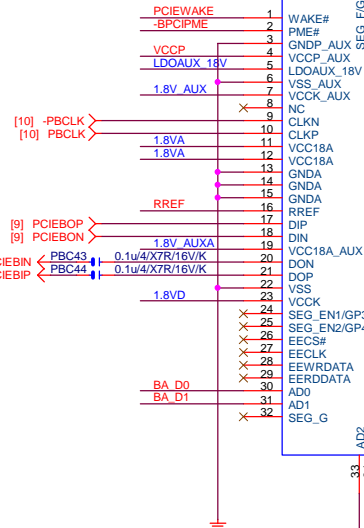 PCIEWAKE 1 WAKE#
-BPCIPME 2 PME#
3 GNDP_AUX
VCCP 4 VCCP_AUX
LDOAUX_18V 5 LDOAUX_18V
6 VSS_AUX
1.8V_AUX 7 VCCK_AUX
8 NC
[10] -PBCLK 9 CLKN
[10] PBCLK 10 CLKP
1.8VA 11 VCC18A
1.8VA 12 VCC18A
13 GNDA
14 GNDA
15 GNDA
RREF 16 RREF
[9] PCIEBOP 17 DIP
[9] PCIEBON 18 DIN
1.8V_AUXA 19 VCC18A_AUX
PCIEBIN PBC43 0.1u/4/X7R/16V/K 20 DON
PCIEBIP PBC44 0.1u/4/X7R/16V/K 21 DOP
22 VSS
1.8VD 23 VCCK
24 SEG_EN1/GP3
25 SEG_EN2/GP4
26 EECS#
27 EECLK
28 EEWRDATA
29 EERDDATA
BA_D0 30 AD0
BA_D1 31 AD1
32 SEG_G
SEG_F/G
AD2
33